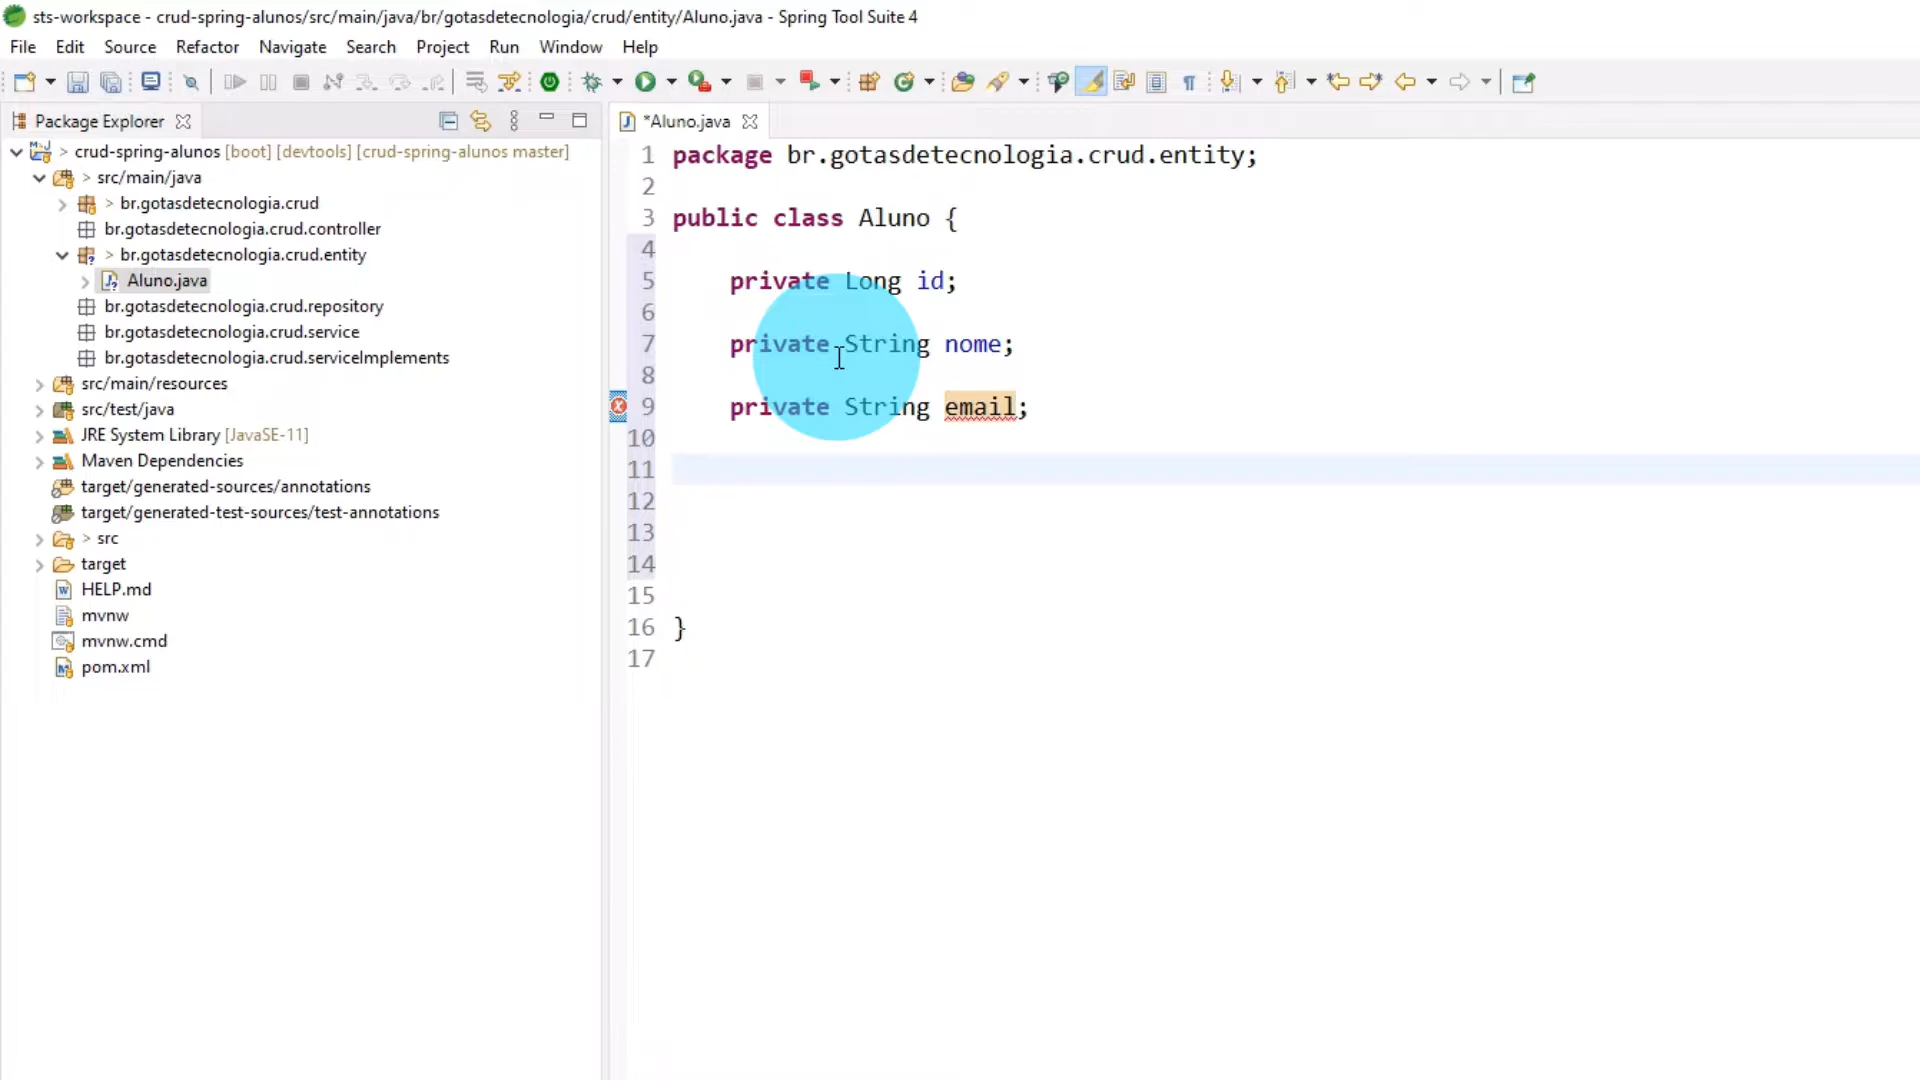 sts-workspace - crud-spring-alunos/src/main/java/br/gotasdetecnologia/crud/entity/Aluno.java - Spring Tool Suite 4
File Edit Source Refactor Navigate Search Project Run Window Help
Package Explorer
*Aluno.java
> crud-spring-alunos [boot] [devtools] [crud-spring-alunos master]
> src/main/java
> br.gotasdetecnologia.crud
br.gotasdetecnologia.crud.controller
> br.gotasdetecnologia.crud.entity
Aluno.java
br.gotasdetecnologia.crud.repository
br.gotasdetecnologia.crud.service
br.gotasdetecnologia.crud.serviceImplements
src/main/resources
src/test/java
JRE System Library [JavaSE-11]
Maven Dependencies
target/generated-sources/annotations
target/generated-test-sources/test-annotations
> src
target
HELP.md
mvnw
mvnw.cmd
pom.xml
1 package br.gotasdetecnologia.crud.entity;
2
3 public class Aluno {
4
5 private Long id;
6
7 private String nome;
8
9 private String email;
10
11
12
13
14
15
16 }
17